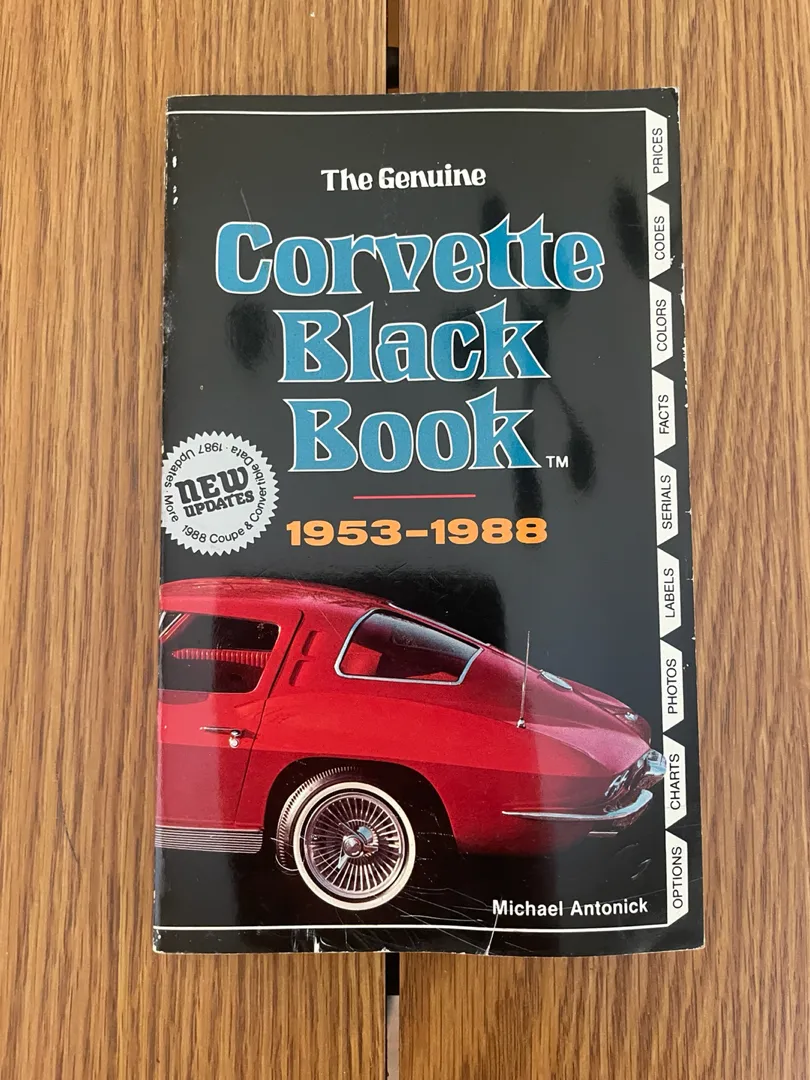 The Genuine
Corvette
Black
Book™
1953-1988
NEW
UPDATES
1988 Coupe & Convertible Data · 1987 Updates · More
Michael Antonick
PRICES
CODES
COLORS
FACTS
SERIALS
LABELS
PHOTOS
CHARTS
OPTIONS